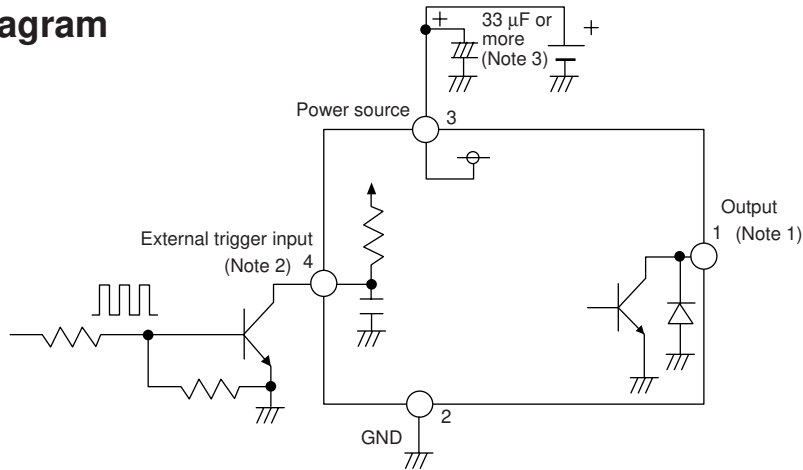 agram
+
33 μF or
more
(Note 3)
+
Power source
3
Output
1
(Note 1)
External trigger input
(Note 2)
4
2
GND